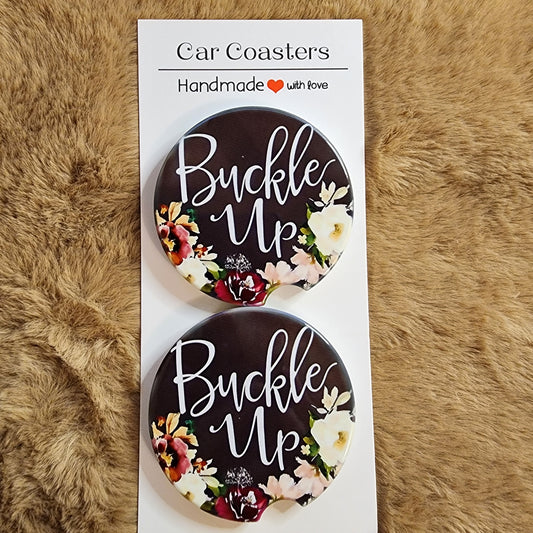 Car Coasters
Handmade with love
Buckle
Up
Buckle
Up